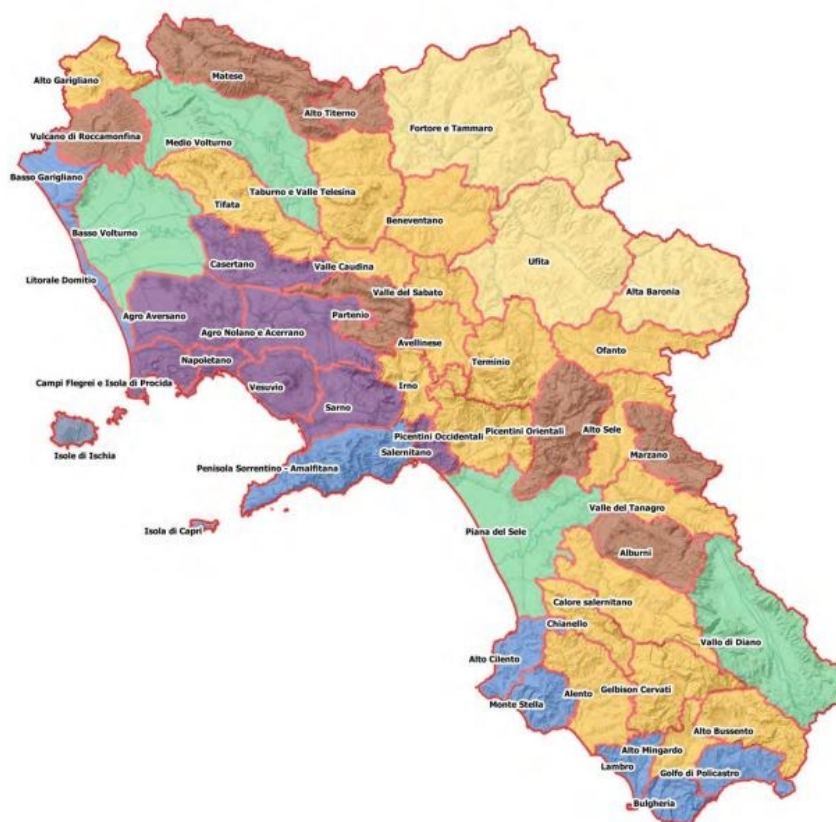 Matese
Alto Garigliano
Alto Titerno
Fortore e Tammaro
Vulcano di Roccamonfina
Medio Volturno
Basso Garigliano
Taburno e Valle Telesina
Tifata
Beneventano
Basso Volturno
Casertano
Valle Caudina
Ufita
Litorale Domitio
Valle del Sabato
Alta Baronia
Agro Aversano
Partenio
Agro Nolano e Acerrano
Avellinese
Napoletano
Terminio
Ofanto
Campi Flegrei e Isola di Procida
Vesuvio
Irno
Sarno
Picentini Occidentali
Picentini Orientali
Alto Sele
Isole di Ischia
Salernitano
Marzano
Penisola Sorrentino - Amalfitana
Valle del Tanagro
Isola di Capri
Piana del Sele
Alburni
Calore salernitano
Chianello
Vallo di Diano
Alto Cilento
Gelbison Cervati
Alento
Monte Stella
Alto Bussento
Alto Mingardo
Lambro
Golfo di Policastro
Bulgheria